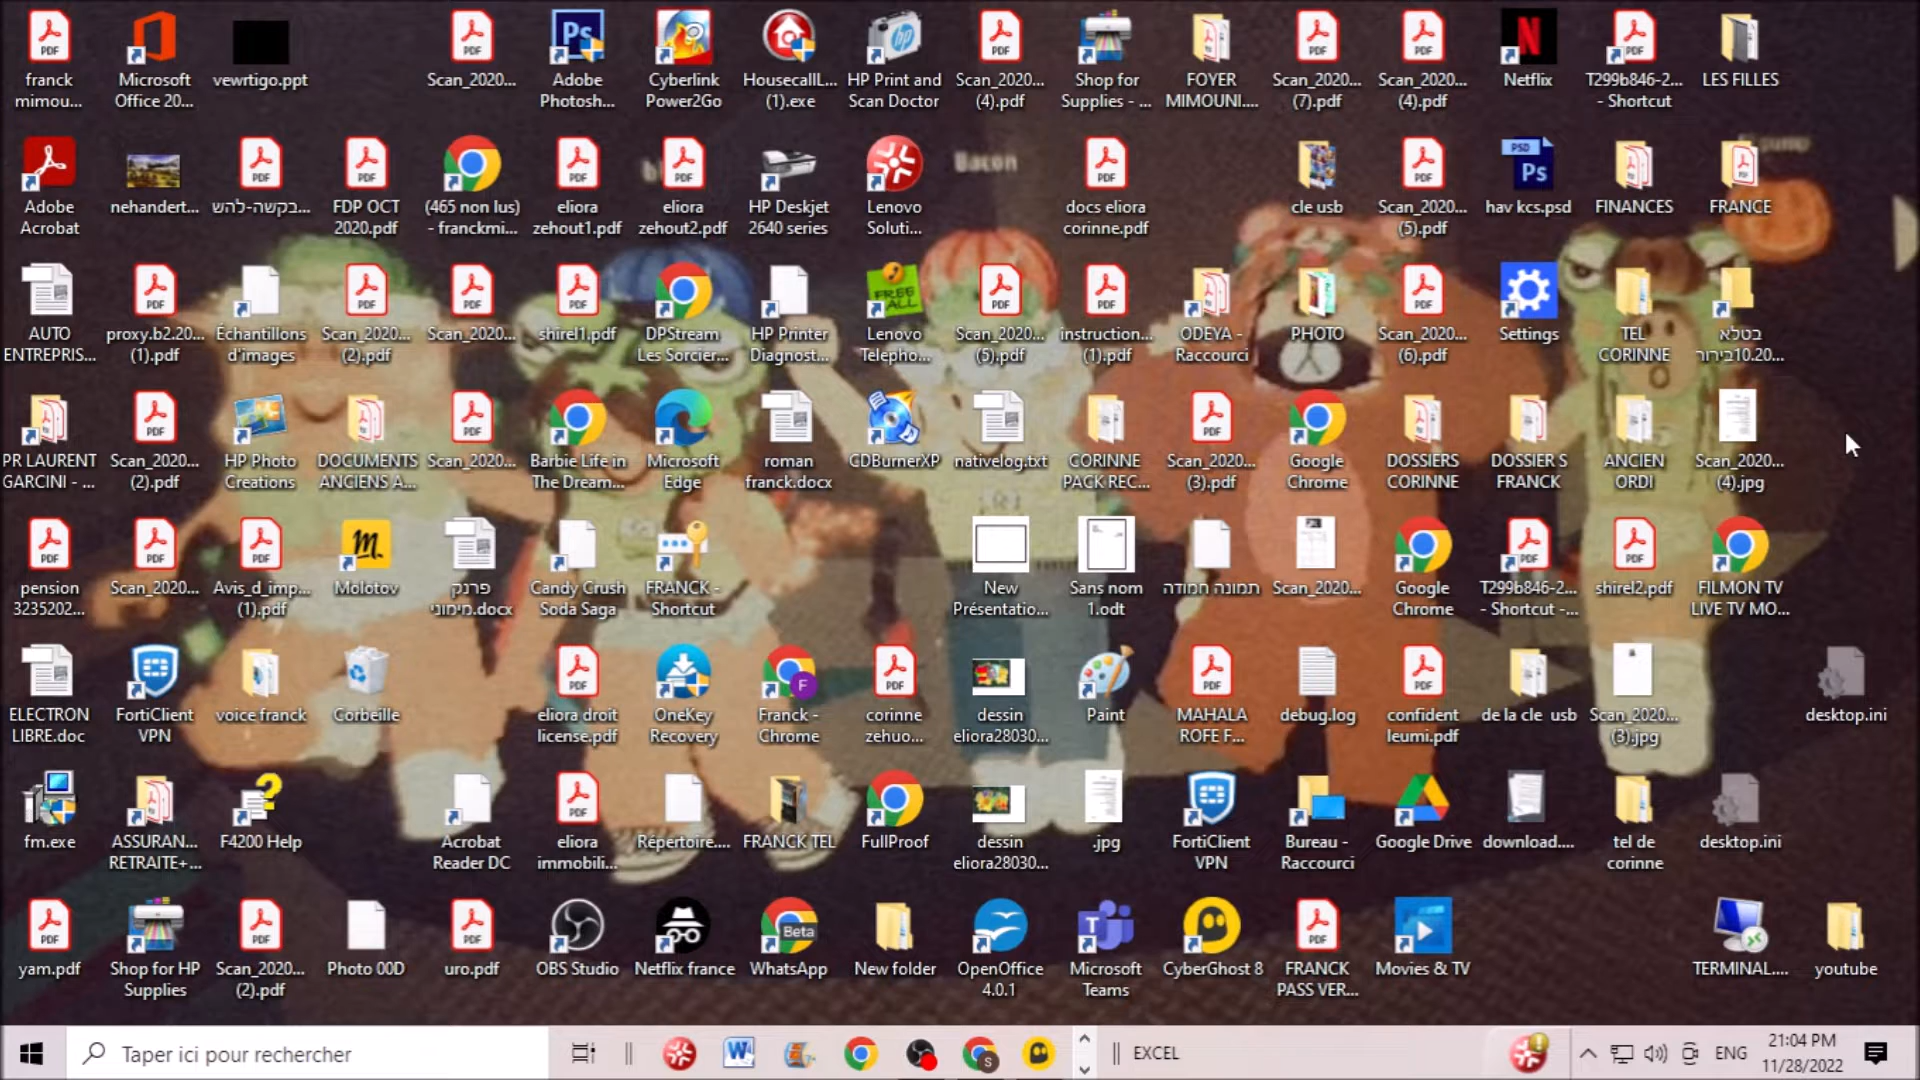 franck
mimou...
Microsoft
Office 20...
vewrtigo.ppt
Scan_2020...
Adobe
Photosh...
Cyberlink
Power2Go
HousecallL...
(1).exe
HP Print and
Scan Doctor
Scan_2020...
(4).pdf
Shop for
Supplies - ...
FOYER
MIMOUNI....
Scan_2020...
(7).pdf
Scan_2020...
(4).pdf
Netflix
T299b846-2...
- Shortcut
LES FILLES
Adobe
Acrobat
nehandert...
בקשה-להש...
FDP OCT
2020.pdf
(465 non lus)
- franckmi...
eliora
zehout1.pdf
eliora
zehout2.pdf
HP Deskjet
2640 series
Lenovo
Soluti...
Bacon
docs eliora
corinne.pdf
cle usb
Scan_2020...
(5).pdf
hav kcs.psd
FINANCES
FRANCE
AUTO
ENTREPRIS...
proxy.b2.20...
(1).pdf
Échantillons
d'images
Scan_2020...
(2).pdf
Scan_2020...
shirel1.pdf
DPStream
Les Sorcier...
HP Printer
Diagnost...
Lenovo
Telepho...
Scan_2020...
(5).pdf
instruction...
(1).pdf
ODEYA -
Raccourci
PHOTO
Scan_2020...
(6).pdf
Settings
TEL
CORINNE
בטלא
בירור10.20...
PR LAURENT
GARCINI - ...
Scan_2020...
(2).pdf
HP Photo
Creations
DOCUMENTS
ANCIENS A...
Scan_2020...
Barbie Life in
The Dream...
Microsoft
Edge
roman
franck.docx
CDBurnerXP
nativelog.txt
CORINNE
PACK REC...
Scan_2020...
(3).pdf
Google
Chrome
DOSSIERS
CORINNE
DOSSIER S
FRANCK
ANCIEN
ORDI
Scan_2020...
(4).jpg
pension
3235202...
Scan_2020...
Avis_d_imp...
(1).pdf
Molotov
פרנק
מימוני.docx
Candy Crush
Soda Saga
FRANCK -
Shortcut
New
Présentatio...
Sans nom
1.odt
תמונה חמודה
Scan_2020...
Google
Chrome
T299b846-2...
- Shortcut -...
shirel2.pdf
FILMON TV
LIVE TV MO...
ELECTRON
LIBRE.doc
FortiClient
VPN
voice franck
Corbeille
eliora droit
license.pdf
OneKey
Recovery
Franck -
Chrome
corinne
zehuo...
dessin
eliora28030...
Paint
MAHALA
ROFE F...
debug.log
confident
leumi.pdf
de la cle usb
Scan_2020...
(3).jpg
desktop.ini
fm.exe
ASSURAN...
RETRAITE+...
F4200 Help
Acrobat
Reader DC
eliora
immobili...
Répertoire....
FRANCK TEL
FullProof
dessin
eliora28030...
.jpg
FortiClient
VPN
Bureau -
Raccourci
Google Drive
download....
tel de
corinne
desktop.ini
yam.pdf
Shop for HP
Supplies
Scan_2020...
(2).pdf
Photo 00D
uro.pdf
OBS Studio
Netflix france
WhatsApp
New folder
OpenOffice
4.0.1
Microsoft
Teams
CyberGhost 8
FRANCK
PASS VER...
Movies & TV
TERMINAL....
youtube
Taper ici pour rechercher
EXCEL
ENG
21:04 PM
11/28/2022